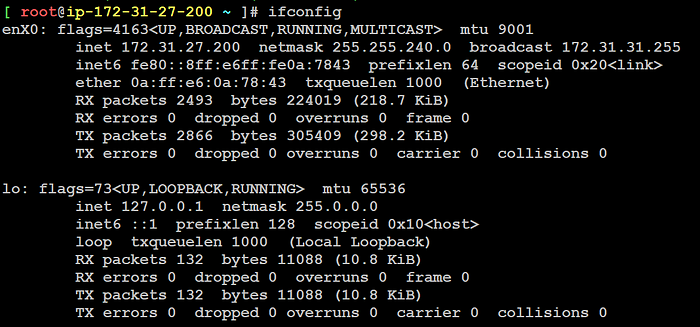 [ root@ip-172-31-27-200 ~ ]# ifconfig
enX0: flags=4163<UP,BROADCAST,RUNNING,MULTICAST>  mtu 9001
        inet 172.31.27.200  netmask 255.255.240.0  broadcast 172.31.31.255
        inet6 fe80::8ff:e6ff:fe0a:7843  prefixlen 64  scopeid 0x20<link>
        ether 0a:ff:e6:0a:78:43  txqueuelen 1000  (Ethernet)
        RX packets 2493  bytes 224019 (218.7 KiB)
        RX errors 0  dropped 0  overruns 0  frame 0
        TX packets 2866  bytes 305409 (298.2 KiB)
        TX errors 0  dropped 0 overruns 0  carrier 0  collisions 0

lo: flags=73<UP,LOOPBACK,RUNNING>  mtu 65536
        inet 127.0.0.1  netmask 255.0.0.0
        inet6 ::1  prefixlen 128  scopeid 0x10<host>
        loop  txqueuelen 1000  (Local Loopback)
        RX packets 132  bytes 11088 (10.8 KiB)
        RX errors 0  dropped 0  overruns 0  frame 0
        TX packets 132  bytes 11088 (10.8 KiB)
        TX errors 0  dropped 0 overruns 0  carrier 0  collisions 0